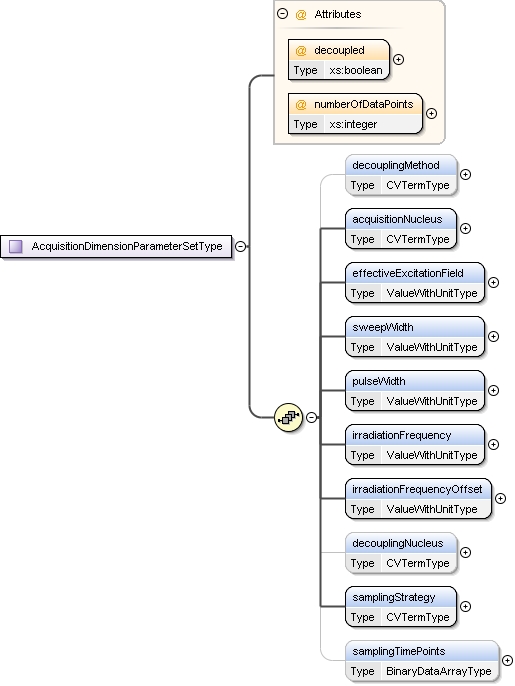 @ Attributes
@ decoupled
Type xs:boolean
@ numberOfDataPoints
Type xs:integer
AcquisitionDimensionParameterSetType
decouplingMethod
Type CVTermType
acquisitionNucleus
Type CVTermType
effectiveExcitationField
Type ValueWithUnitType
sweepWidth
Type ValueWithUnitType
pulseWidth
Type ValueWithUnitType
irradiationFrequency
Type ValueWithUnitType
irradiationFrequencyOffset
Type ValueWithUnitType
decouplingNucleus
Type CVTermType
samplingStrategy
Type CVTermType
samplingTimePoints
Type BinaryDataArrayType